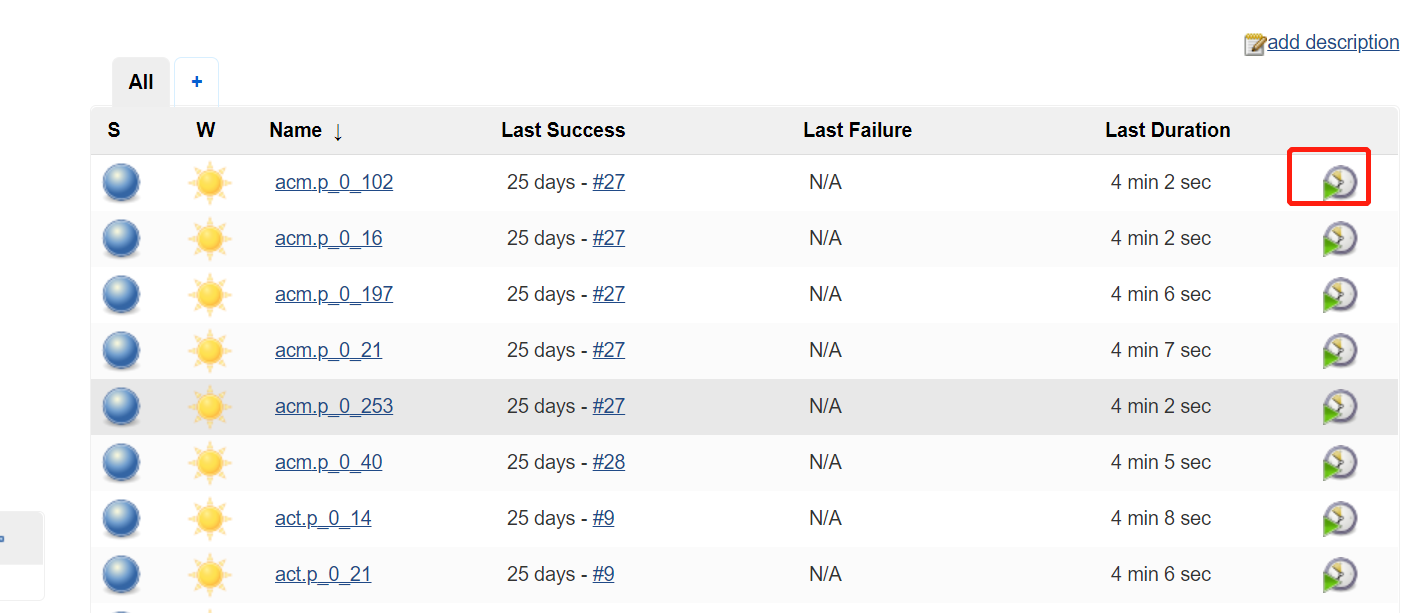 add description
All +
S W Name ↓ Last Success Last Failure Last Duration
acm.p_0_102 25 days - #27 N/A 4 min 2 sec
acm.p_0_16 25 days - #27 N/A 4 min 2 sec
acm.p_0_197 25 days - #27 N/A 4 min 6 sec
acm.p_0_21 25 days - #27 N/A 4 min 7 sec
acm.p_0_253 25 days - #27 N/A 4 min 2 sec
acm.p_0_40 25 days - #28 N/A 4 min 5 sec
act.p_0_14 25 days - #9 N/A 4 min 8 sec
act.p_0_21 25 days - #9 N/A 4 min 6 sec